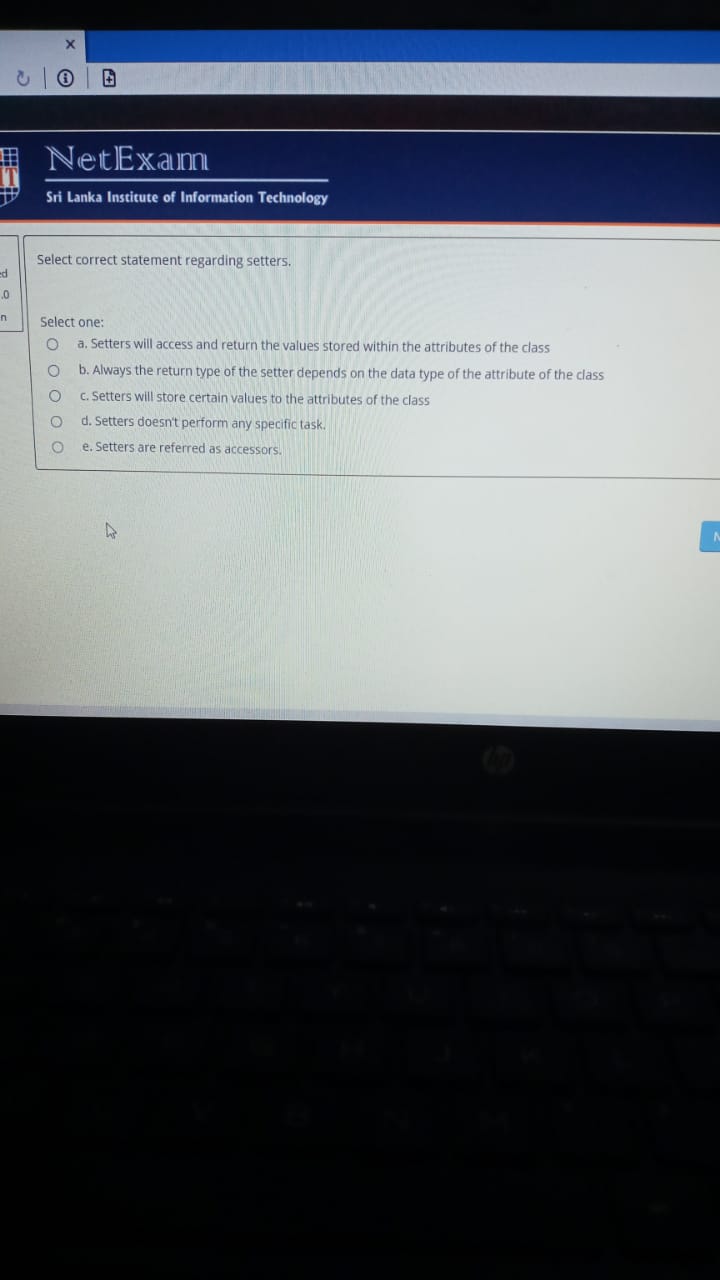 NetExam
IT
Sri Lanka Institute of Information Technology
ed
.0
n
Select correct statement regarding setters.
Select one:
a. Setters will access and return the values stored within the attributes of the class
b. Always the return type of the setter depends on the data type of the attribute of the class
c. Setters will store certain values to the attributes of the class
d. Setters doesn't perform any specific task.
e. Setters are referred as accessors.
N
hp